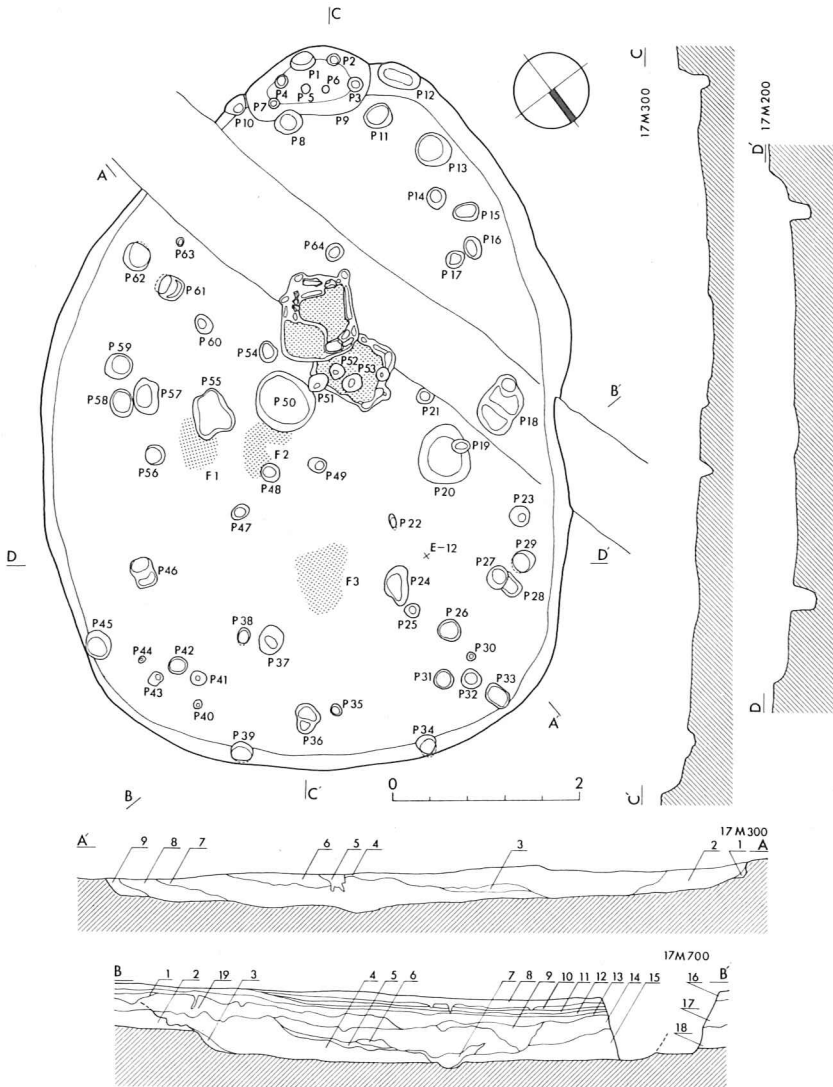 C
P1 P2
P4 P5 P6 P3
P7 P9 P12
P10 P8 P11
P13
A
P14 P15
P16
P17
P63 P64
P62
P61
P60
P59 P54
P52
P53
P55 P50 P51
P58 P57
P21 P18
B'
P19
P20
F2
F1 P48 P49
P56
P47 P22 P23
E-12 P29
D D'
P46 F3 P24 P27 P28
P25
P45 P38 P26
P44 P42 P37 P30
P43 P41 P31 P32 P33
P40 P35
P36 A'
P39 P34
C'
0 2
B
C
17M300
C'
17M200
D'
D
A' 17M300 A
9 8 7 6 5 4 3 2 1
17M700
B B'
1 2 19 3 4 5 6 7 8 9 10 11 12 13 14 15 16
17
18